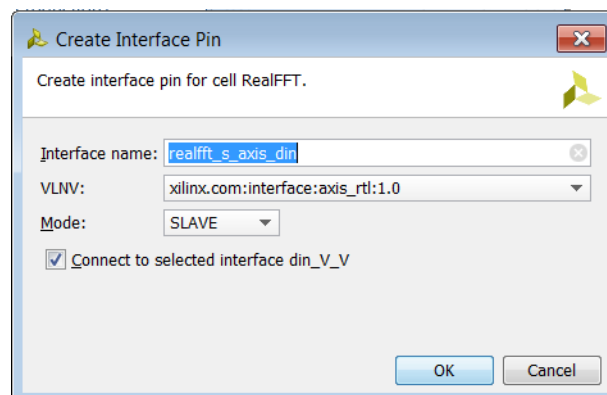 Create Interface Pin
Create interface pin for cell RealFFT.
Interface name: realfft_s_axis_din
VLNV: xilinx.com:interface:axis_rtl:1.0
Mode: SLAVE
Connect to selected interface din_V_V
OK Cancel